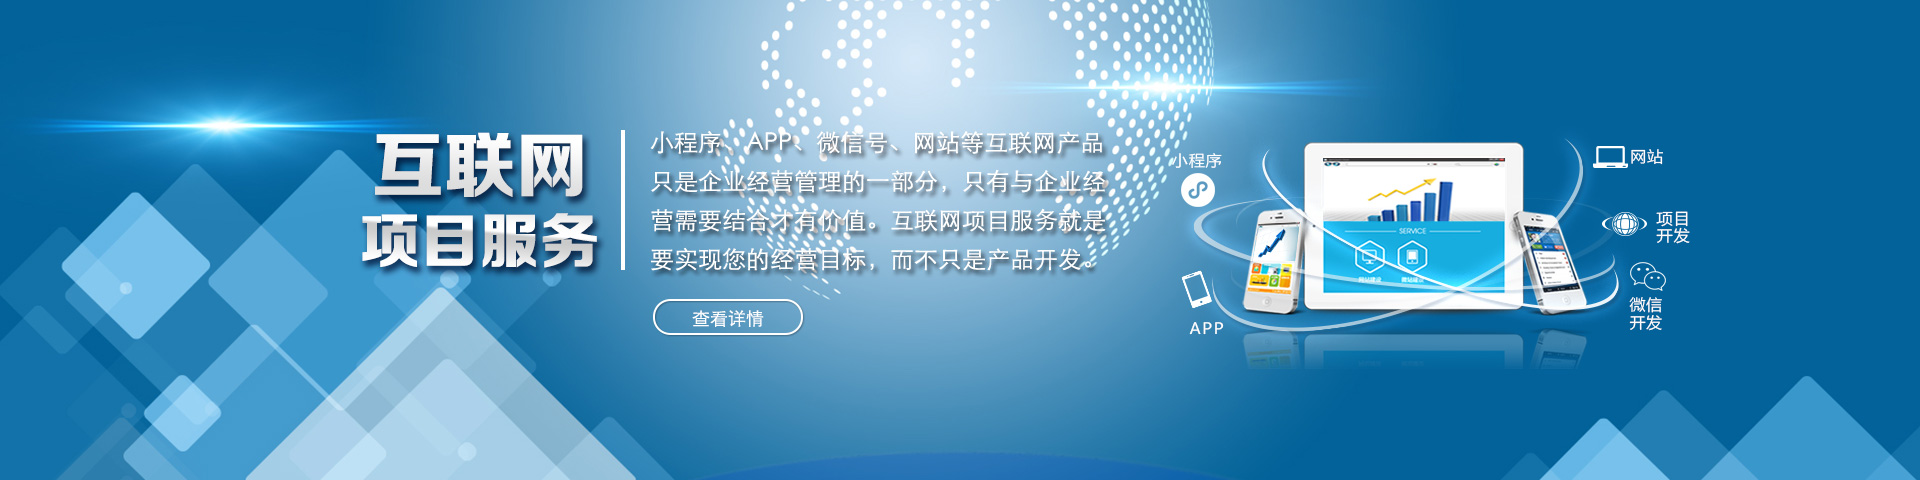 互联网
项目服务
小程序、APP、微信号、网站等互联网产品
只是企业经营管理的一部分，只有与企业经
营需要结合才有价值。互联网项目服务就是
要实现您的经营目标，而不只是产品开发。
查看详情
小程序
APP
SERVICE
网站
项目
开发
微信
开发